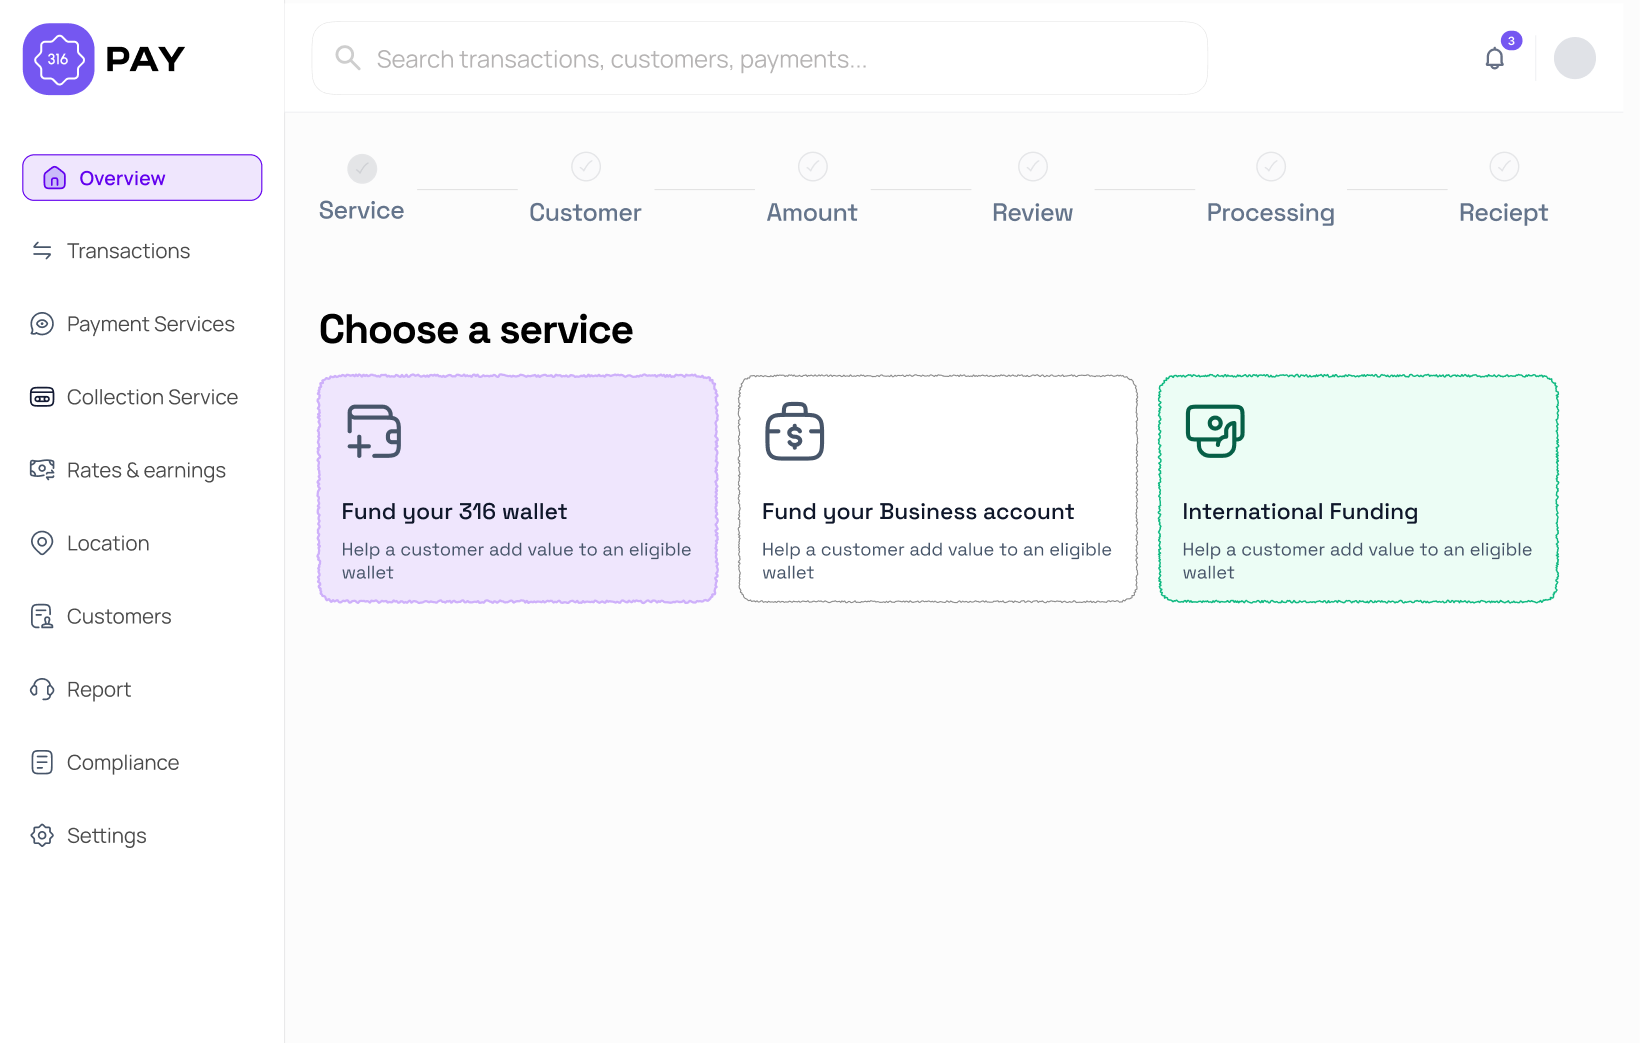 316
PAY
Search transactions, customers, payments...
3
Overview
Transactions
Payment Services
Collection Service
Rates & earnings
Location
Customers
Report
Compliance
Settings
Service
Customer
Amount
Review
Processing
Reciept
Choose a service
Fund your 316 wallet
Help a customer add value to an eligible
wallet
Fund your Business account
Help a customer add value to an eligible
wallet
International Funding
Help a customer add value to an eligible
wallet